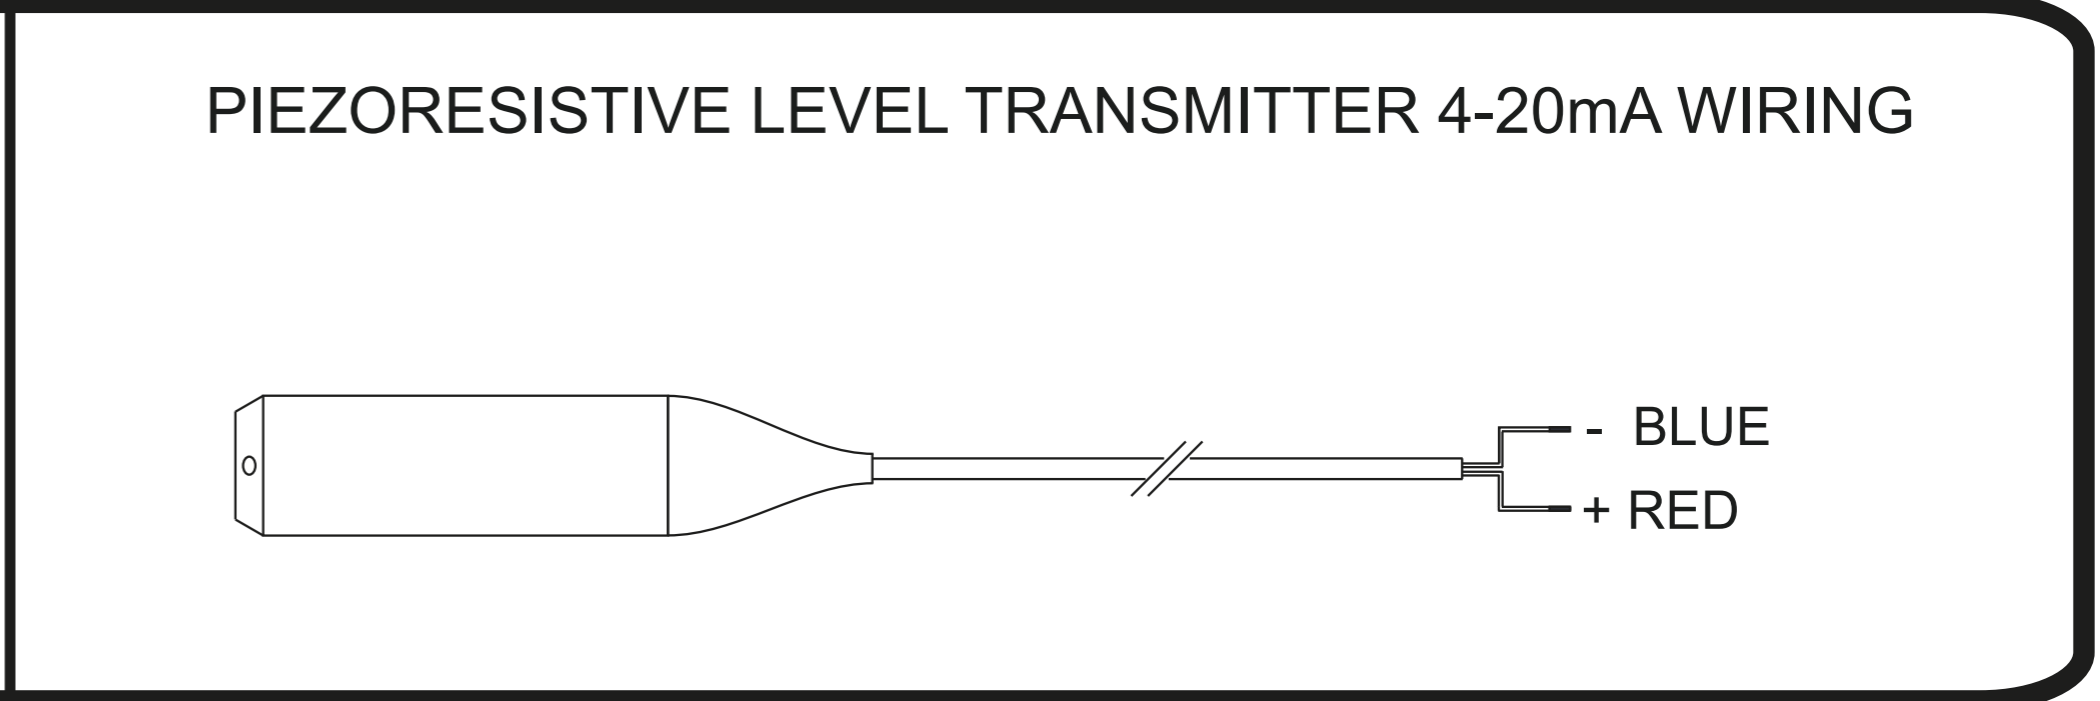 PIEZORESISTIVE LEVEL TRANSMITTER 4-20mA WIRING
- BLUE
+ RED